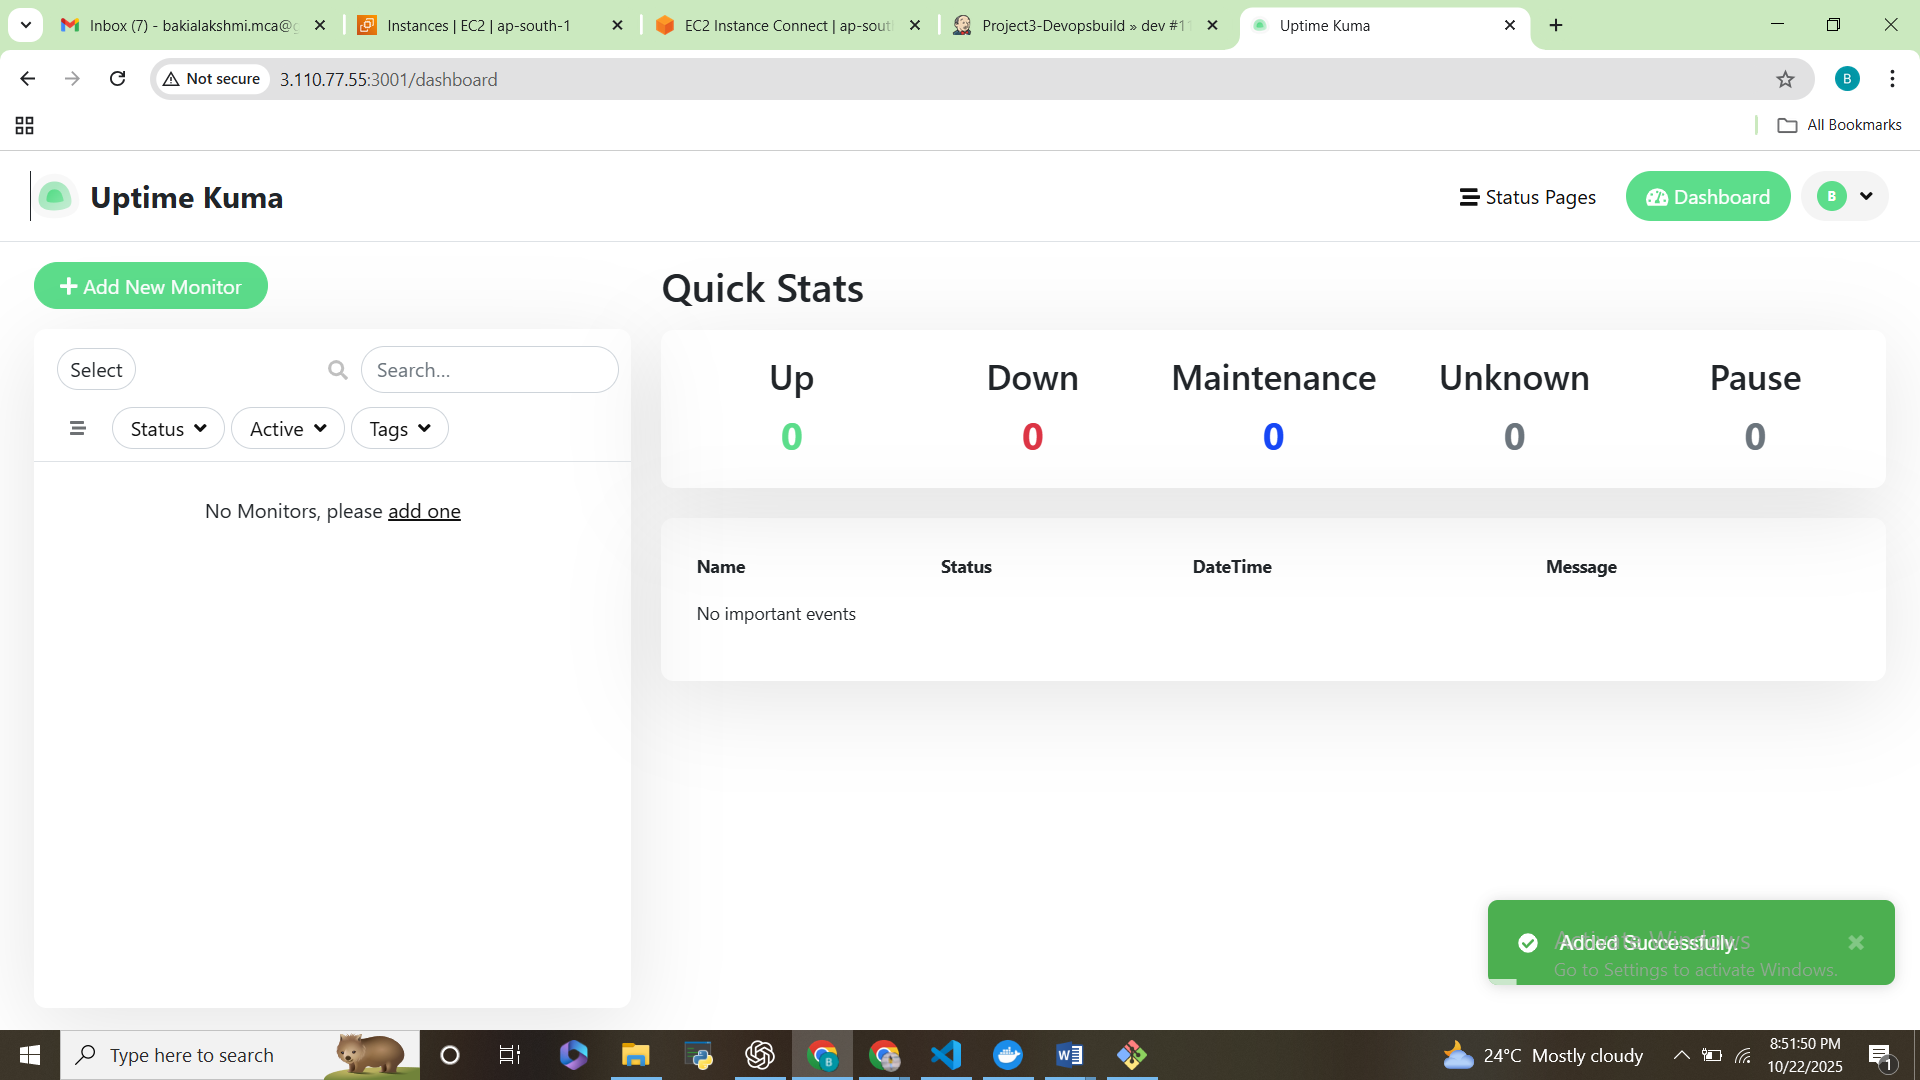 Inbox (7) - bakialakshmi.mca@g
Instances | EC2 | ap-south-1
EC2 Instance Connect | ap-sout
Project3-Devopsbuild » dev #11
Uptime Kuma
Not secure
3.110.77.55:3001/dashboard
B
All Bookmarks
Uptime Kuma
Status Pages
Dashboard
B
Add New Monitor
Quick Stats
Select
Search...
Status
Active
Tags
Up
Down
Maintenance
Unknown
Pause
0
0
0
0
0
No Monitors, please add one
Name
Status
DateTime
Message
No important events
Added Successfully.
Activate Windows
Go to Settings to activate Windows.
Type here to search
B
24°C Mostly cloudy
8:51:50 PM
10/22/2025
1